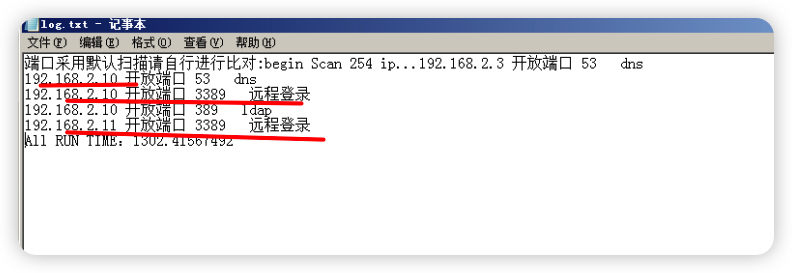 log.txt - 记事本
文件(F) 编辑(E) 格式(O) 查看(V) 帮助(H)
端口采用默认扫描请自行进行比对:begin Scan 254 ip...192.168.2.3 开放端口 53 dns
192.168.2.10 开放端口 53 dns
192.168.2.10 开放端口 3389 远程登录
192.168.2.10 开放端口 389 ldap
192.168.2.11 开放端口 3389 远程登录
All RUN TIME: 1302.41567492